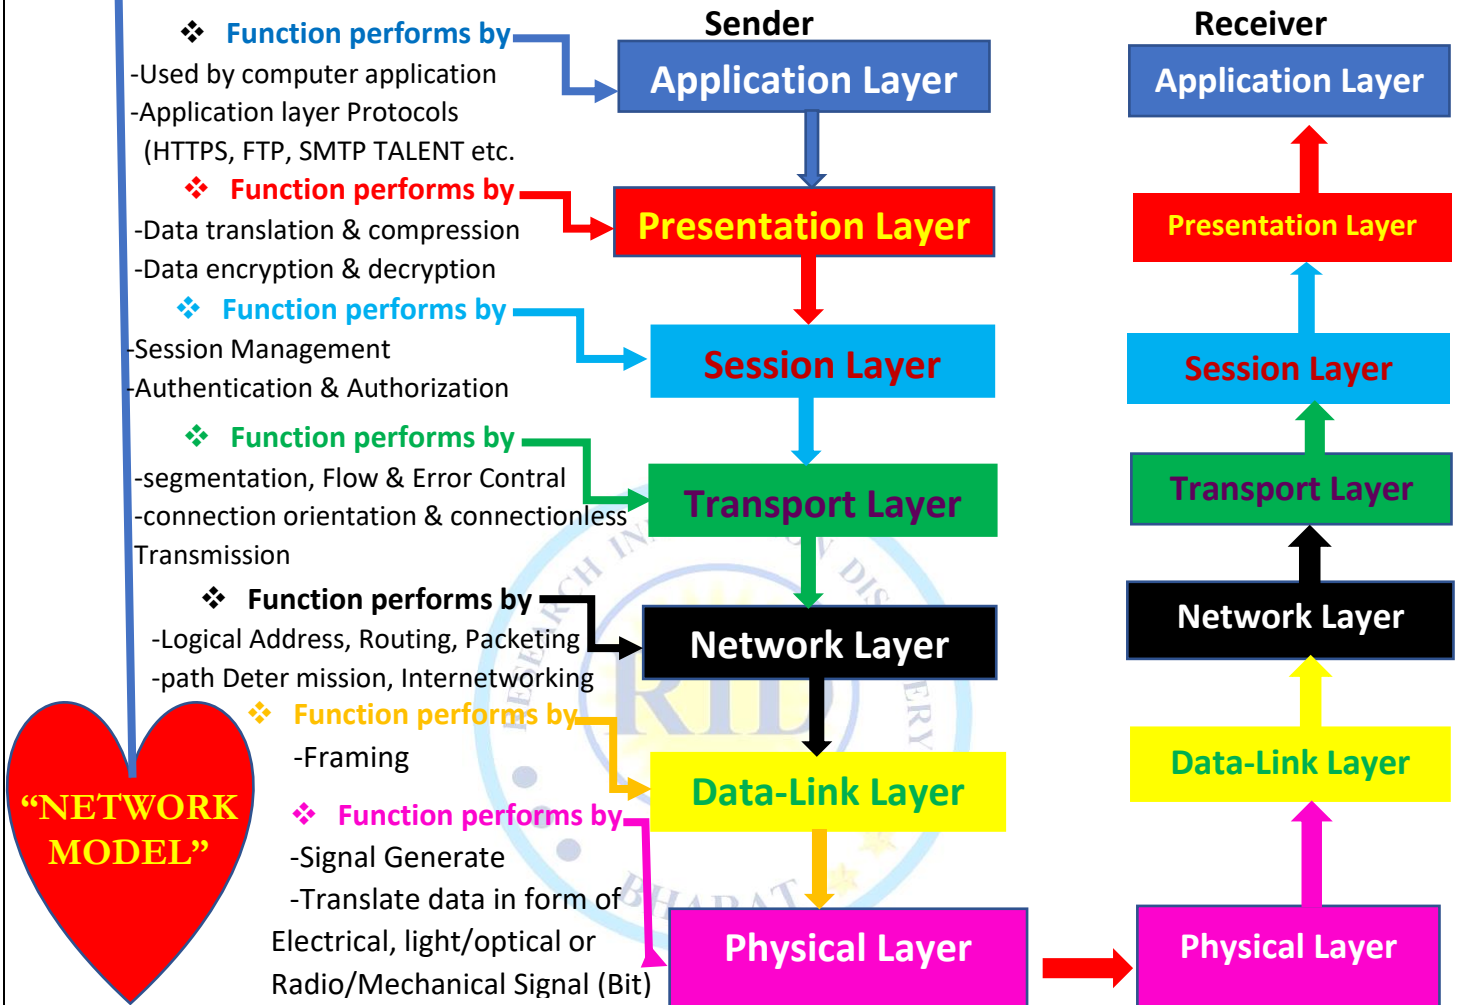 Sender
Receiver
❖ Function performs by
-Used by computer application
-Application layer Protocols
(HTTPS, FTP, SMTP TALENT etc.
❖ Function performs by
-Data translation & compression
-Data encryption & decryption
❖ Function performs by
-Session Management
-Authentication & Authorization
❖ Function performs by
-segmentation, Flow & Error Contral
-connection orientation & connectionless
Transmission
❖ Function performs by
-Logical Address, Routing, Packeting
-path Deter mission, Internetworking
❖ Function performs by
-Framing
❖ Function performs by
-Signal Generate
-Translate data in form of
Electrical, light/optical or
Radio/Mechanical Signal (Bit)
“NETWORK
MODEL”
Application Layer
Presentation Layer
Session Layer
Transport Layer
Network Layer
Data-Link Layer
Physical Layer
Application Layer
Presentation Layer
Session Layer
Transport Layer
Network Layer
Data-Link Layer
Physical Layer
RID
BHARAT